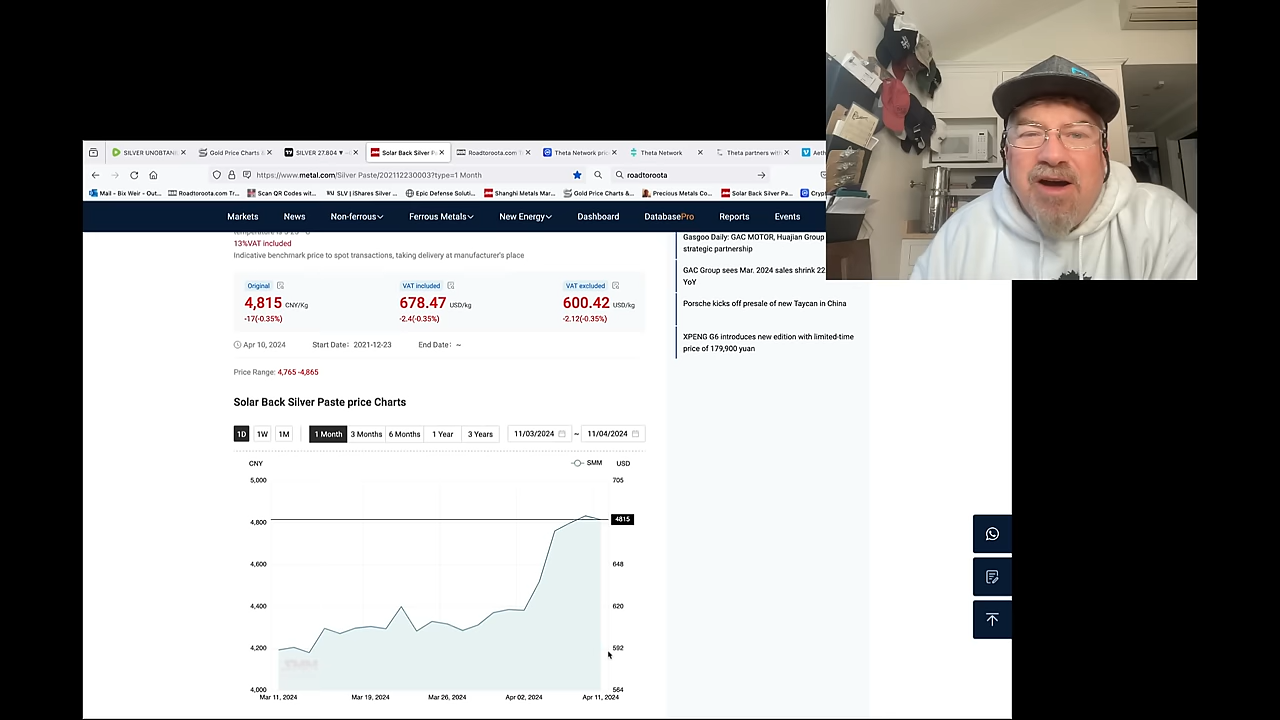 SILVER UNOBTAN
Gold Price Charts &
SILVER 27.804 ▼
Solar Back Silver P
Roadtoroota.com T
Theta Network pric
Theta Network
Theta partners wit
Aeth
https://www.metal.com/Silver Paste/202112230003?type=1 Month
roadtoroota
Mail - Bix Weir - Out...
Roadtoroota.com Tr...
Scan QR Codes wit...
SLV | iShares Silver ...
Epic Defense Soluti...
Shanghi Metals Mar...
Gold Price Charts &...
Precious Metals Co...
Solar Back Silver Pa...
Cryp
Markets
News
Non-ferrous
Ferrous Metals
New Energy
Dashboard
DatabasePro
Reports
Events
13%VAT included
Indicative benchmark price to spot transactions, taking delivery at manufacturer's place
Original
VAT included
VAT excluded
4,815 CNY/Kg
678.47 USD/kg
600.42 USD/kg
-17(-0.35%)
-2.4(-0.35%)
-2.12(-0.35%)
Apr 10, 2024
Start Date: 2021-12-23
End Date: ~
Price Range: 4,765 -4,865
Solar Back Silver Paste price Charts
1D
1W
1M
1 Month
3 Months
6 Months
1 Year
3 Years
11/03/2024
~
11/04/2024
CNY
SMM
USD
5,000
705
4,800
4815
4,600
648
4,400
620
4,200
592
4,000
564
Mar 11, 2024
Mar 19, 2024
Mar 26, 2024
Apr 02, 2024
Apr 11, 2024
Gasgoo Daily: GAC MOTOR, Huajian Group
strategic partnership
GAC Group sees Mar. 2024 sales shrink 22
YoY
Porsche kicks off presale of new Taycan in China
XPENG G6 introduces new edition with limited-time
price of 179,900 yuan